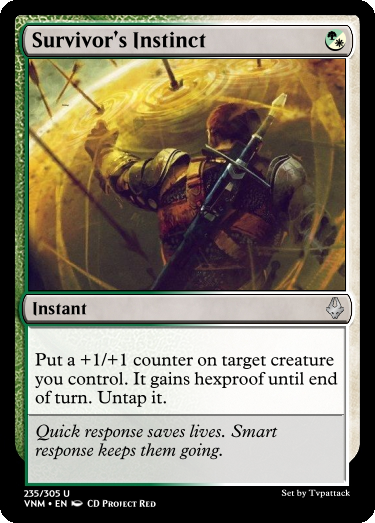 Survivor's Instinct
Instant
Put a +1/+1 counter on target creature
you control. It gains hexproof until end
of turn. Untap it.
Quick response saves lives. Smart
response keeps them going.
235/305 U
Set by Tvpattack
VNM • EN CD Project Red